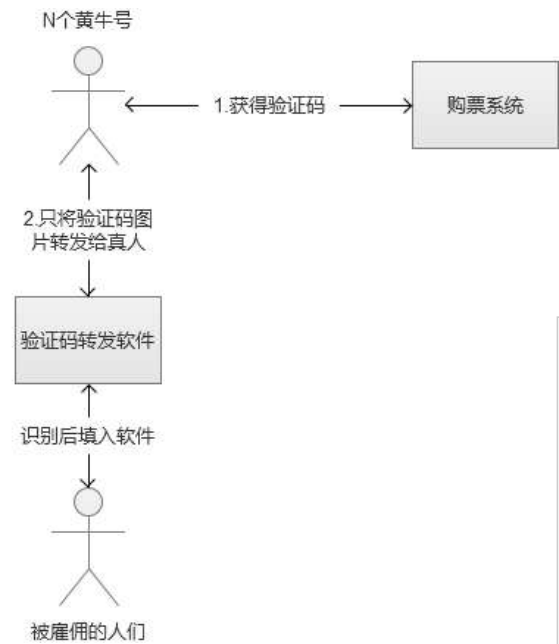 N个黄牛号
1.获得验证码
购票系统
2.只将验证码图
片转发给真人
验证码转发软件
识别后填入软件
被雇佣的人们